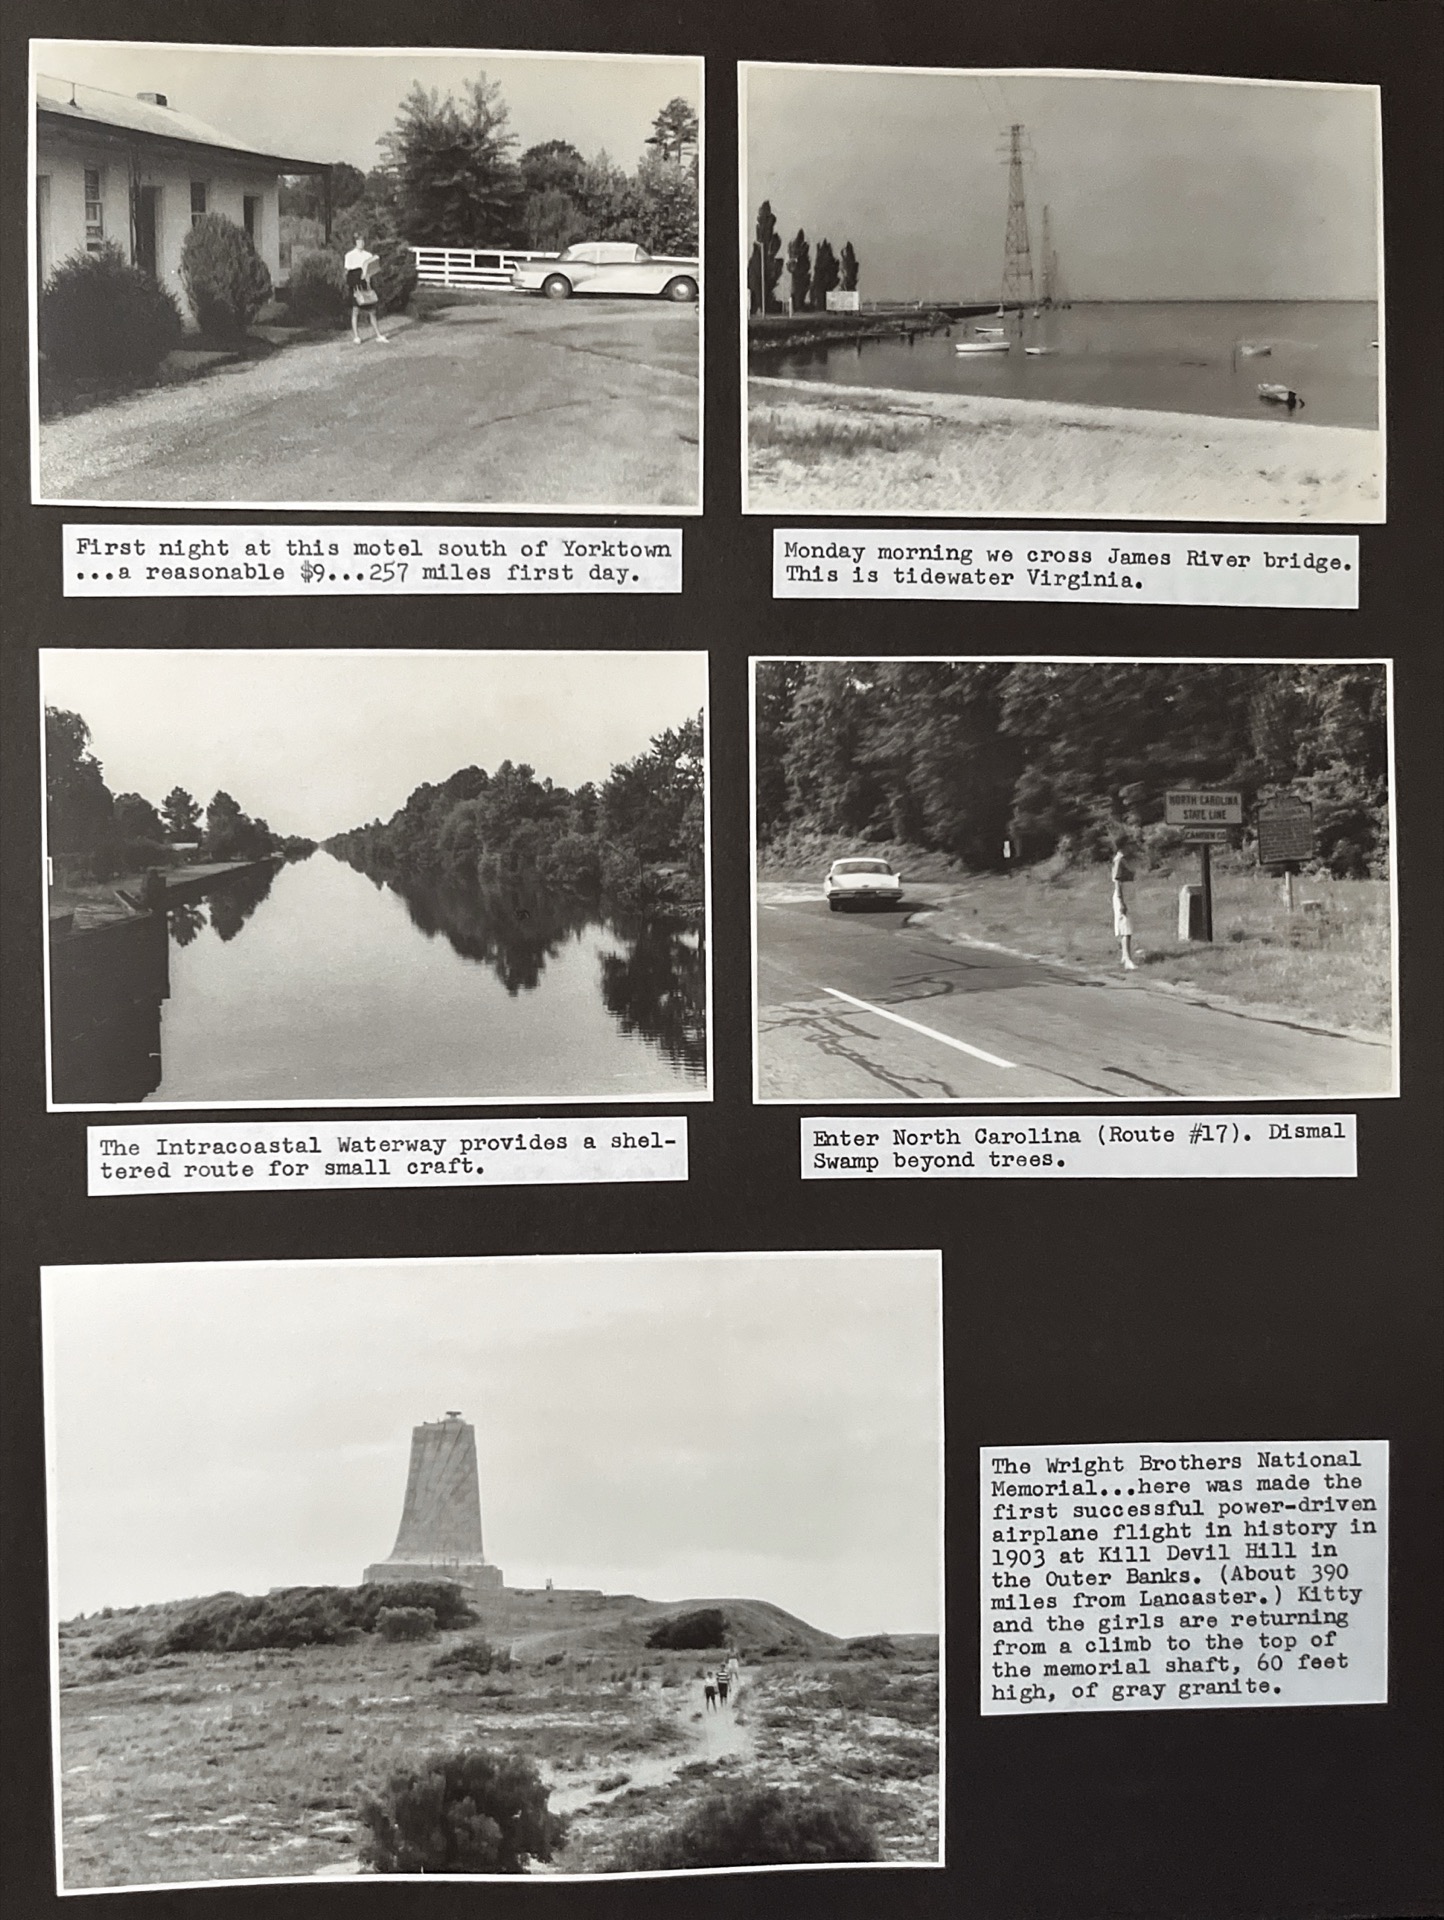 First night at this motel south of Yorktown
...a reasonable $9...257 miles first day.
Monday morning we cross James River bridge.
This is tidewater Virginia.
The Intracoastal Waterway provides a shel-
tered route for small craft.
NORTH CAROLINA
STATE LINE
CAMDEN CO
Enter North Carolina (Route #17). Dismal
Swamp beyond trees.
The Wright Brothers National
Memorial...here was made the
first successful power-driven
airplane flight in history in
1903 at Kill Devil Hill in
the Outer Banks. (About 390
miles from Lancaster.) Kitty
and the girls are returning
from a climb to the top of
the memorial shaft, 60 feet
high, of gray granite.